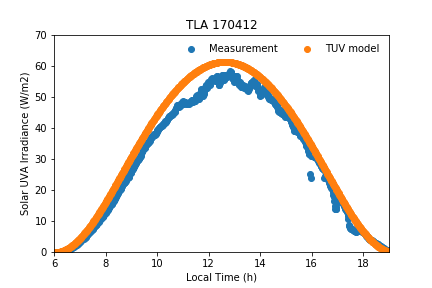 TLA 170412
Measurement TUV model
Solar UVA Irradiance (W/m2)
70
60
50
40
30
20
10
0
6 8 10 12 14 16 18
Local Time (h)